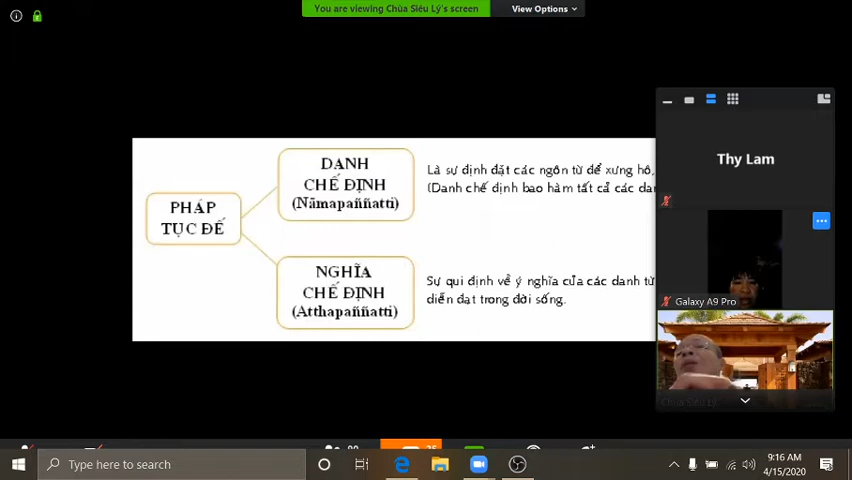 You are viewing Chùa Siêu Lý's screen
View Options
Thy Lam
DANH
CHẾ ĐỊNH
(Nāmapaññatti)
Là sự định đặt các ngôn từ để xưng hô,
(Danh chế định bao hàm tất cả các
PHÁP
TỤC ĐẾ
NGHĨA
CHẾ ĐỊNH
(Atthapaññatti)
Sự qui định về ý nghĩa của các danh từ
diễn đạt trong đời sống.
Galaxy A9 Pro
Chùa Siêu Lý
Type here to search
9:16 AM
4/15/2020